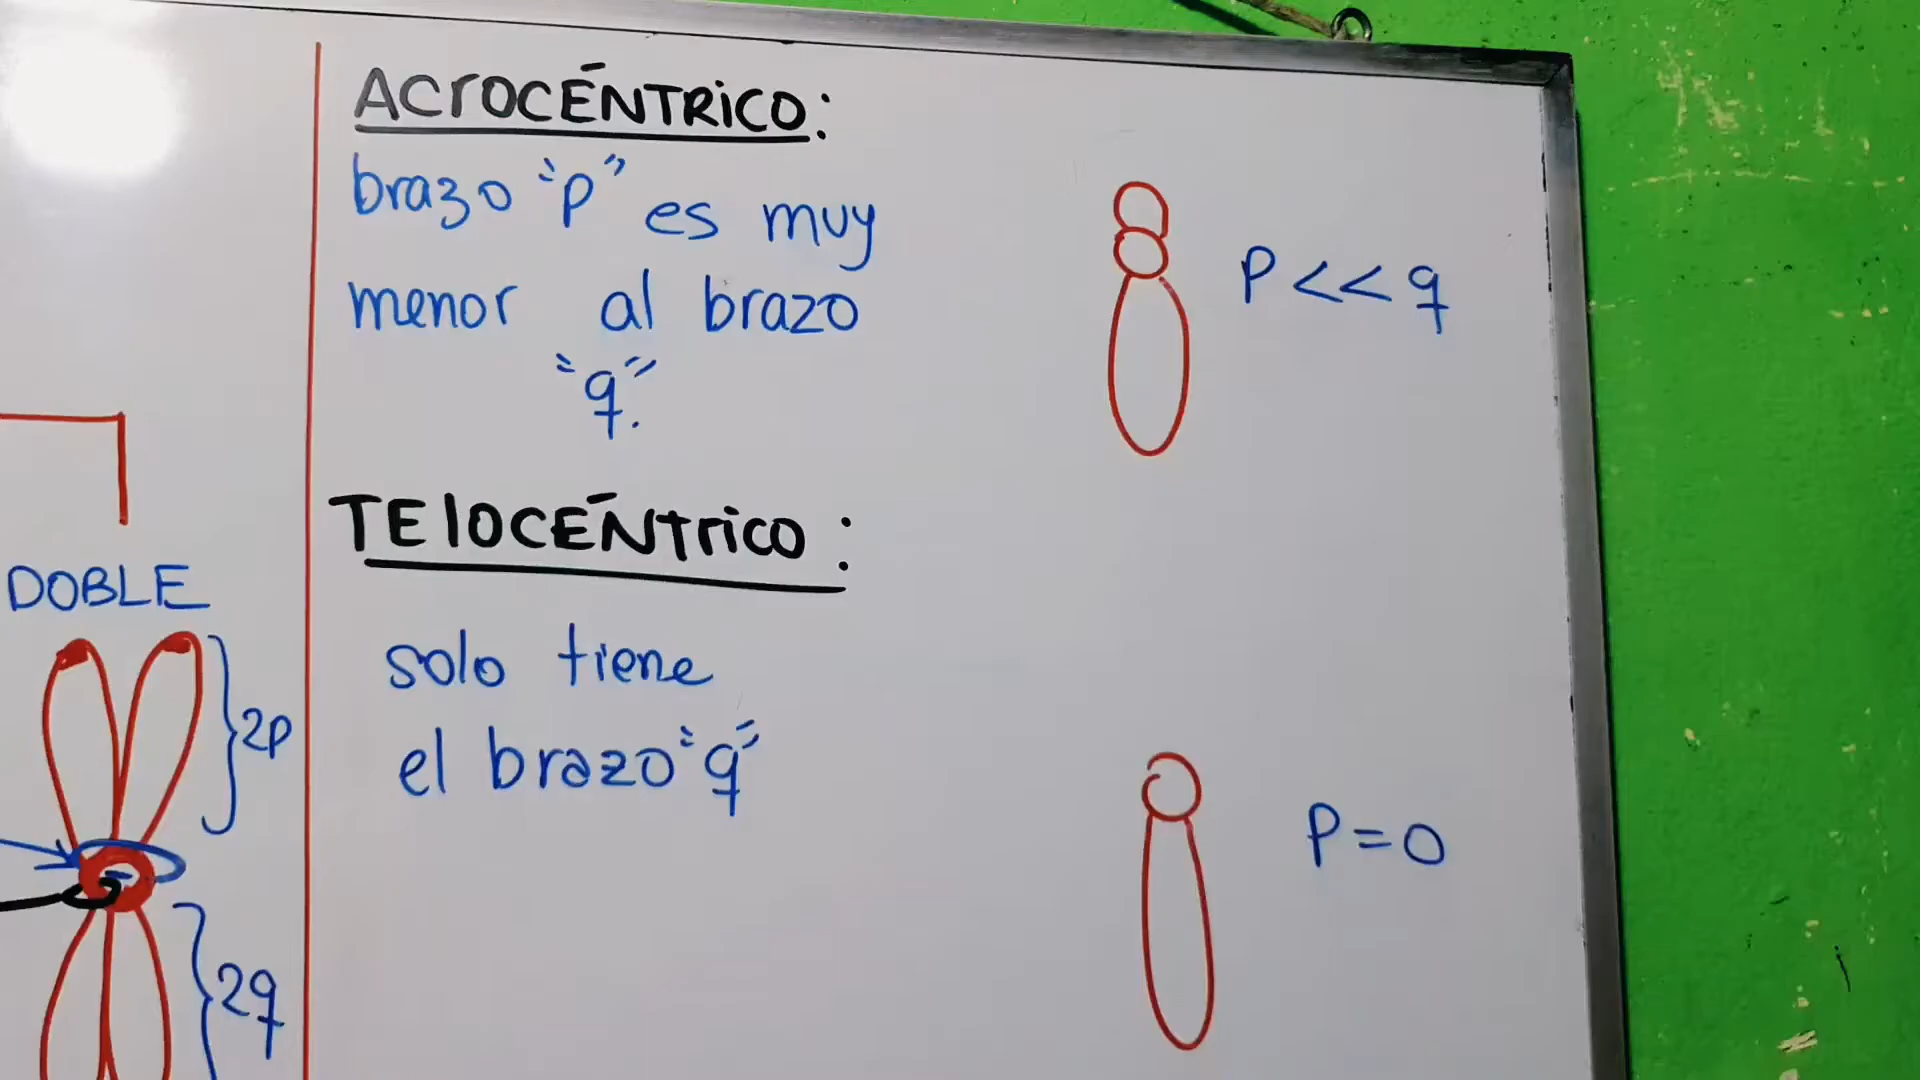 ACrOCÉNTRiCO:
brazo "p" es muy
menor al brazo
"q".
P<<q
TElOCÉNtrico:
solo tiene
el brazo "q"
P=0
DOBLE
2p
2q